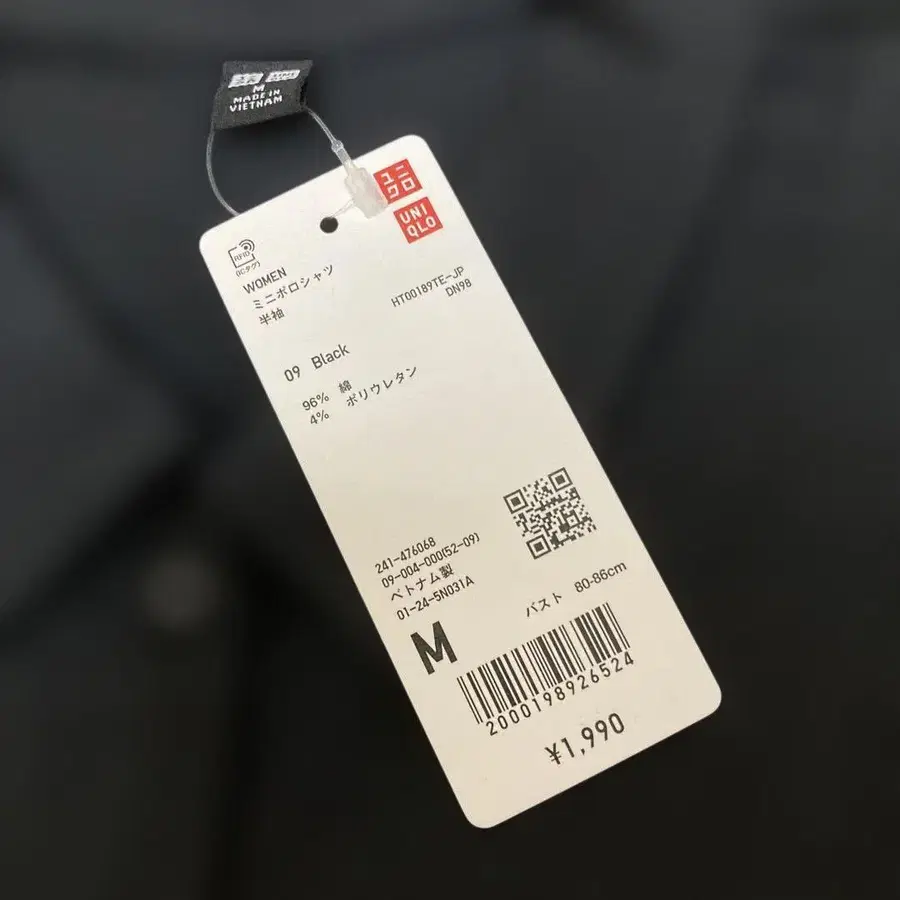 M
MADE IN
VIETNAM
ユニ
クロ
UNI
QLO
RFID
(ICタグ)
WOMEN
ミニポロシャツ
半袖
HT00189TE-JP
DN98
09 Black
96% 綿
4% ポリウレタン
241-476068
09-004-000(52-09)
ベトナム製
01-24-5N031A
M
バスト 80-86cm
2000198926524
¥1,990